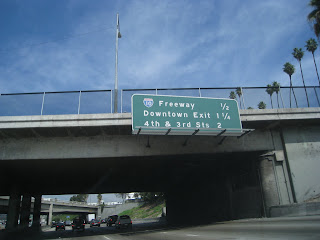 Freeway 1/2
Downtown Exit 1 1/4
4th & 3rd Sts 2